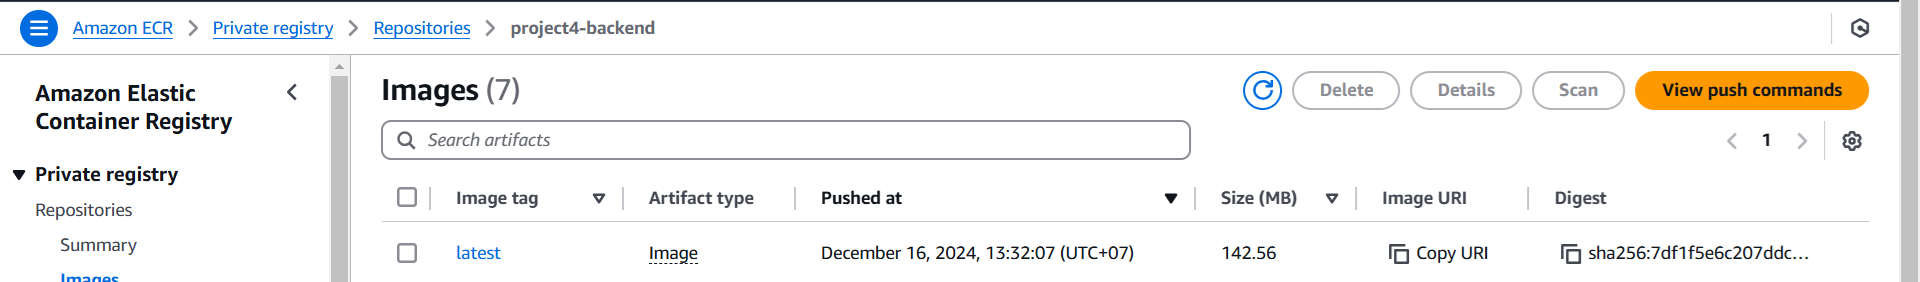 Amazon ECR > Private registry > Repositories > project4-backend
Amazon Elastic
Container Registry
Private registry
Repositories
Summary
Images
Images (7)
Delete
Details
Scan
View push commands
Search artifacts
1
Image tag
Artifact type
Pushed at
Size (MB)
Image URI
Digest
latest
Image
December 16, 2024, 13:32:07 (UTC+07)
142.56
Copy URI
sha256:7df1f5e6c207ddc...